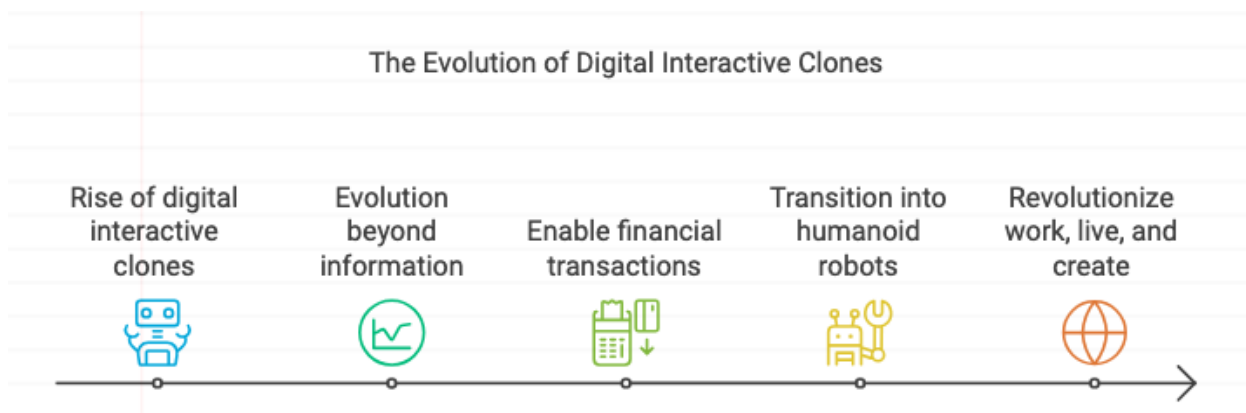 The Evolution of Digital Interactive Clones
Rise of digital
interactive
clones
Evolution
beyond
information
Enable financial
transactions
Transition into
humanoid
robots
Revolutionize
work, live, and
create